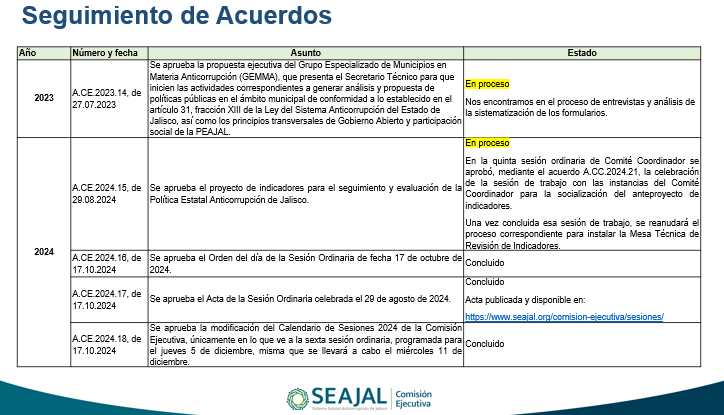 Seguimiento de Acuerdos
Año Número y fecha Asunto Estado
2023
A.CE.2023.14, de
27.07.2023
Se aprueba la propuesta ejecutiva del Grupo Especializado de Municipios en
Materia Anticorrupción (GEMMA), que presenta el Secretario Técnico para que
inicien las actividades correspondientes a generar análisis y propuesta de
políticas públicas en el ámbito municipal de conformidad a lo establecido en el
artículo 31, fracción XIII de la Ley del Sistema Anticorrupción del Estado de
Jalisco, así como los principios transversales de Gobierno Abierto y participación
social de la PEAJAL.
En proceso
Nos encontramos en el proceso de entrevistas y análisis de
la sistematización de los formularios.
2024
A.CE.2024.15, de
29.08.2024
Se aprueba el proyecto de indicadores para el seguimiento y evaluación de la
Política Estatal Anticorrupción de Jalisco.
En proceso
En la quinta sesión ordinaria de Comité Coordinador se
aprobó, mediante el acuerdo A.CC.2024.21, la celebración
de la sesión de trabajo con las instancias del Comité
Coordinador para la socialización del anteproyecto de
indicadores.
Una vez concluida esa sesión de trabajo, se reanudará el
proceso correspondiente para instalar la Mesa Técnica de
Revisión de Indicadores.
A.CE.2024.16, de
17.10.2024
Se aprueba el Orden del día de la Sesión Ordinaria de fecha 17 de octubre de
2024.
Concluido
A.CE.2024.17, de
17.10.2024
Se aprueba el Acta de la Sesión Ordinaria celebrada el 29 de agosto de 2024.
Concluido
Acta publicada y disponible en:
https://www.seajal.org/comision-ejecutiva/sesiones/
A.CE.2024.18, de
17.10.2024
Se aprueba la modificación del Calendario de Sesiones 2024 de la Comisión
Ejecutiva, únicamente en lo que ve a la sexta sesión ordinaria, programada para
el jueves 5 de diciembre, misma que se llevará a cabo el miércoles 11 de
diciembre.
Concluido
SEAJAL
Sistema Estatal Anticorrupción de Jalisco
Comisión
Ejecutiva